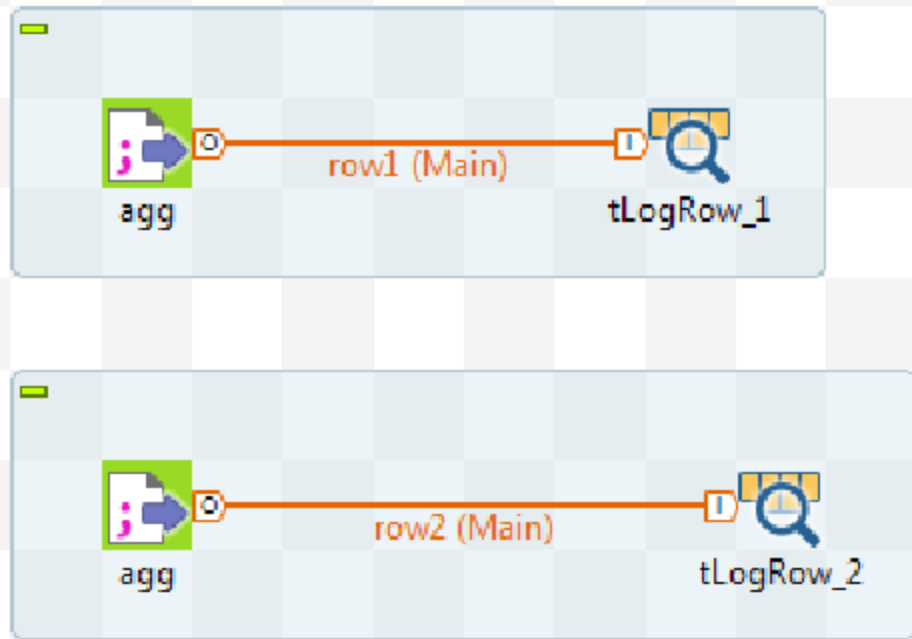 row1 (Main)
agg
tLogRow_1
row2 (Main)
agg
tLogRow_2